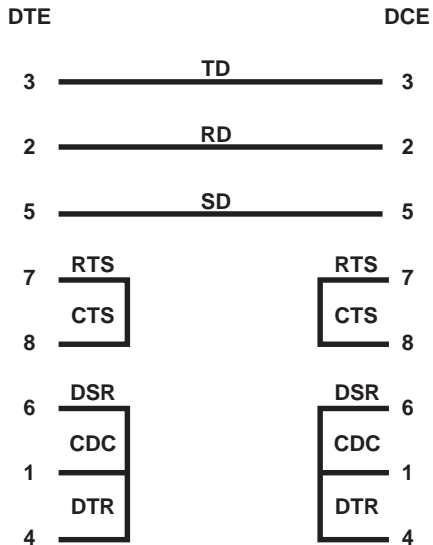 DTE DCE
3 TD 3
2 RD 2
5 SD 5
RTS RTS
7 7
CTS CTS
8 8
DSR DSR
6 6
CDC CDC
1 1
DTR DTR
4 4